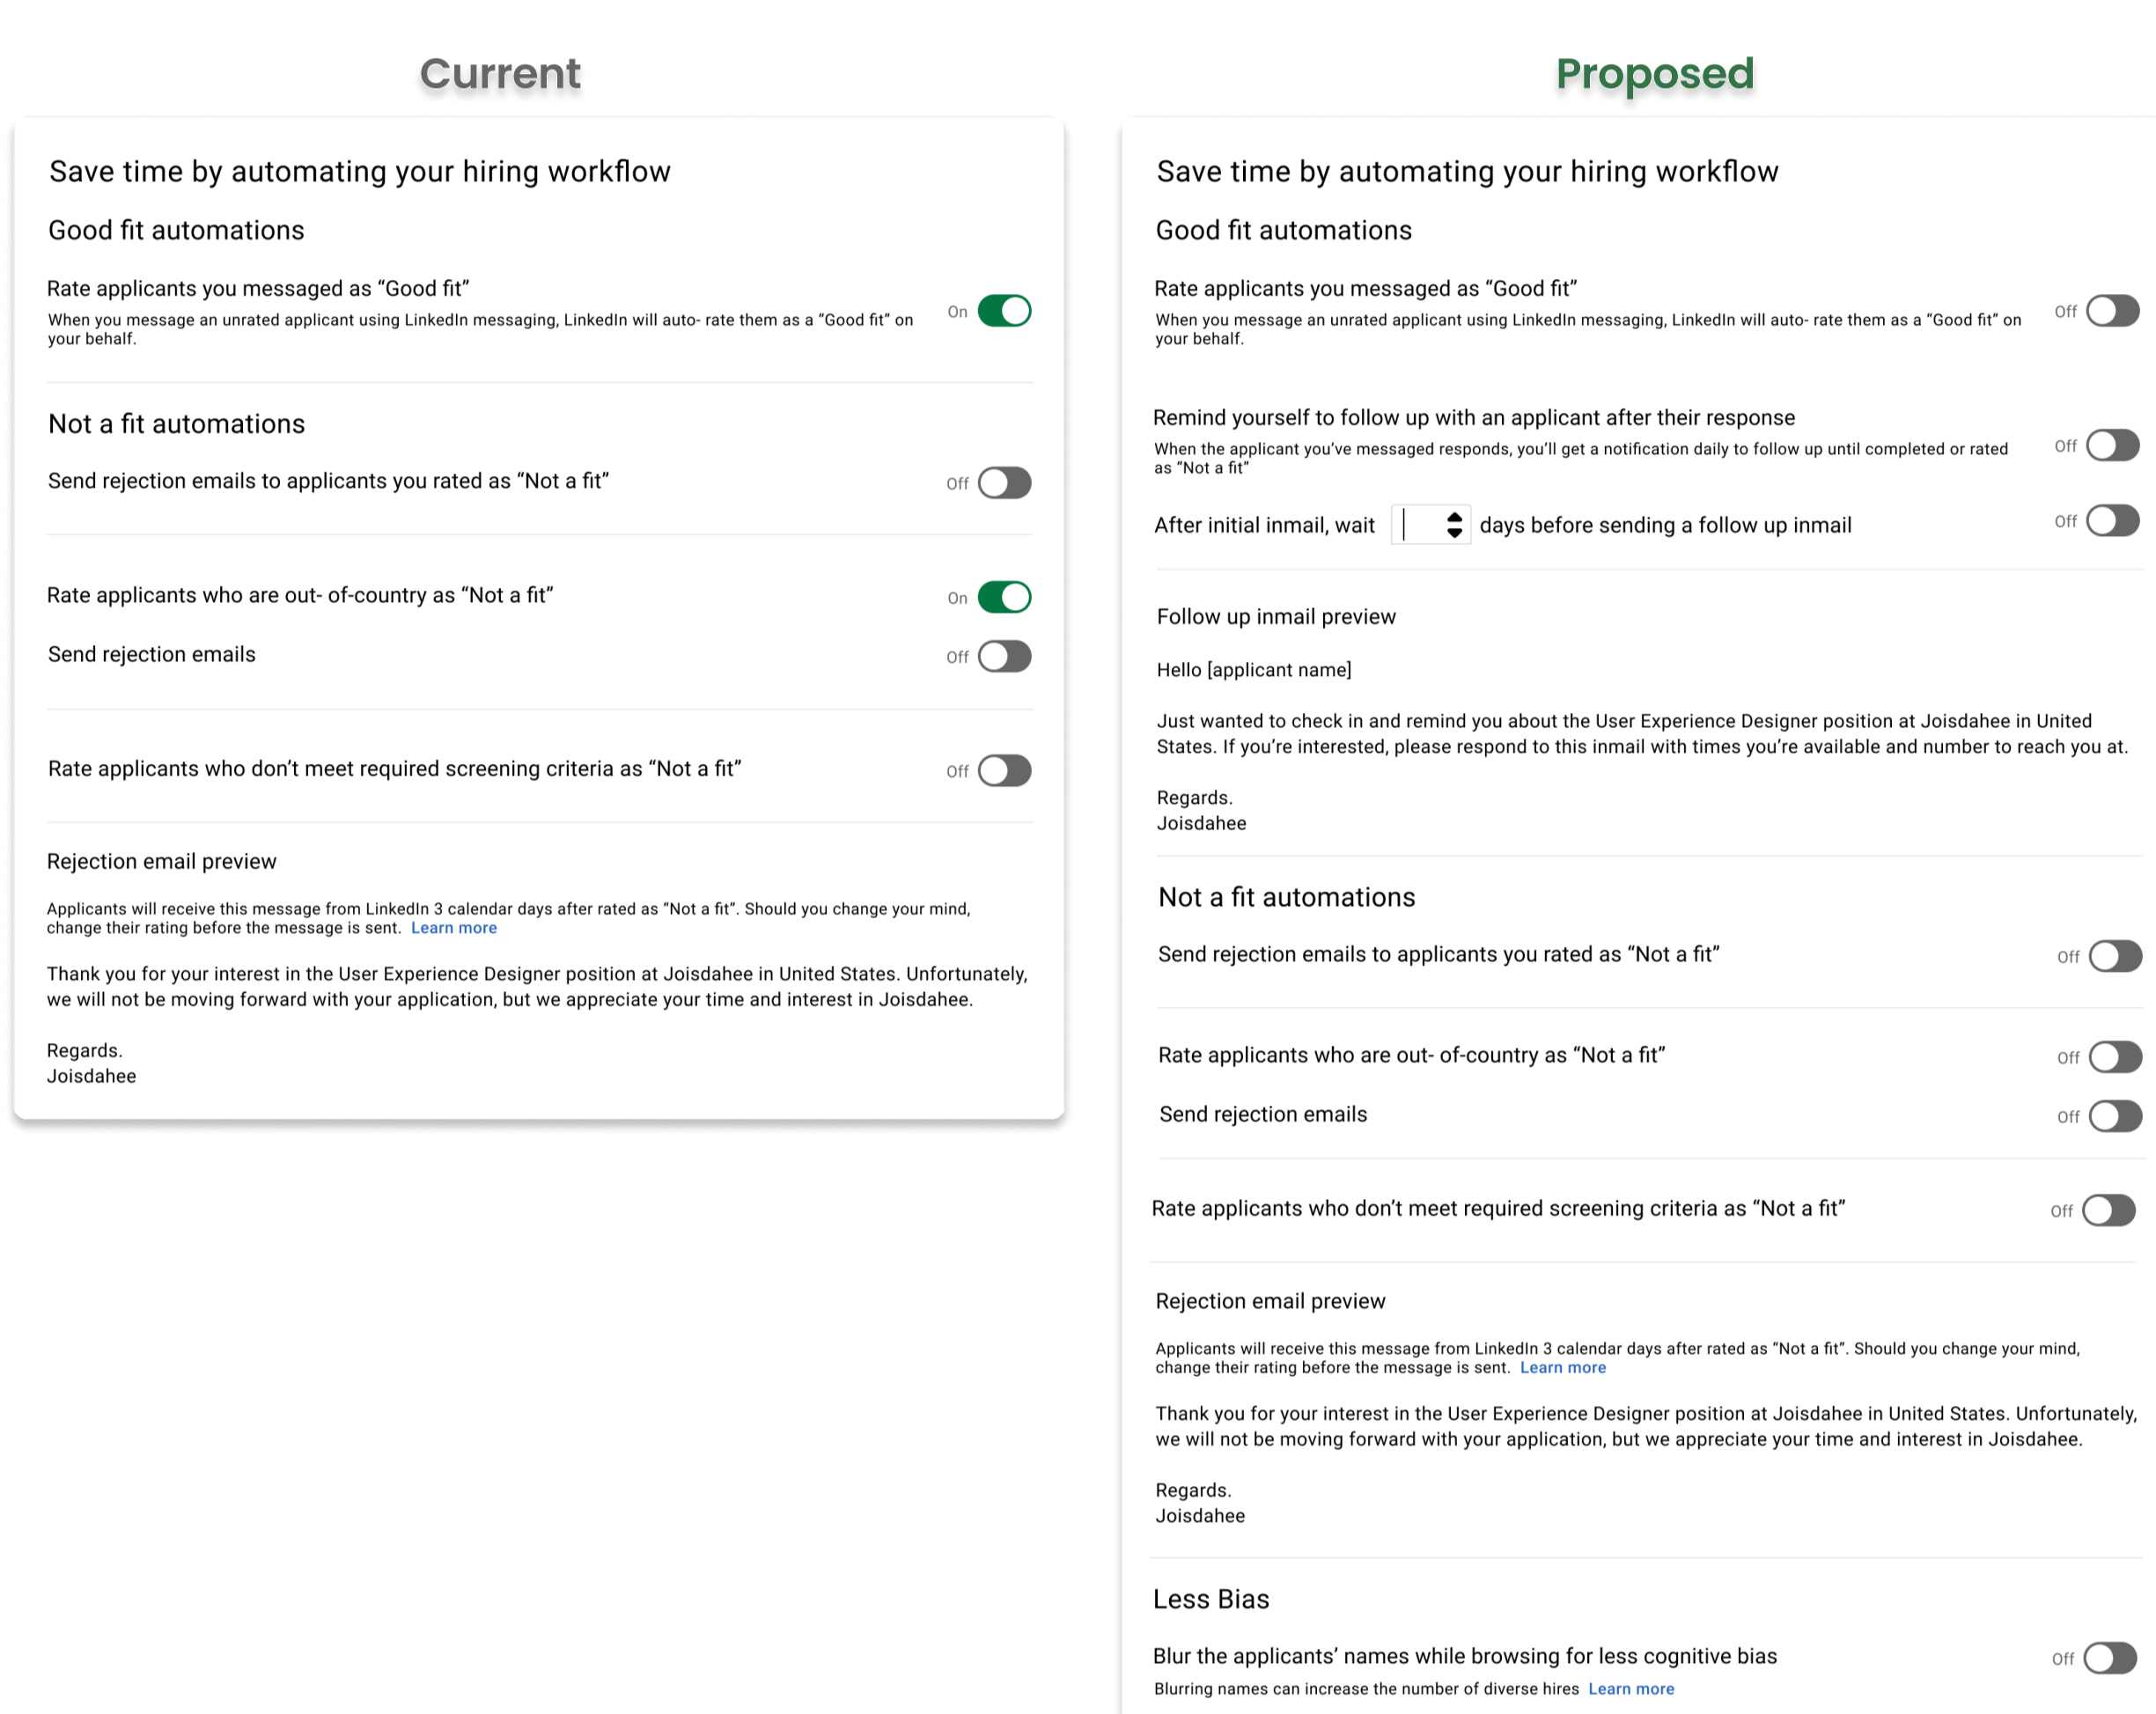 Current
Save time by automating your hiring workflow
Good fit automations
Rate applicants you messaged as “Good fit”
When you message an unrated applicant using LinkedIn messaging, LinkedIn will auto- rate them as a “Good fit” on
your behalf.
On
Not a fit automations
Send rejection emails to applicants you rated as “Not a fit”
Off
Rate applicants who are out- of-country as “Not a fit”
On
Send rejection emails
Off
Rate applicants who don’t meet required screening criteria as “Not a fit”
Off
Rejection email preview
Applicants will receive this message from LinkedIn 3 calendar days after rated as “Not a fit”. Should you change your mind,
change their rating before the message is sent. Learn more
Thank you for your interest in the User Experience Designer position at Joisdahee in United States. Unfortunately,
we will not be moving forward with your application, but we appreciate your time and interest in Joisdahee.
Regards.
Joisdahee
Proposed
Save time by automating your hiring workflow
Good fit automations
Rate applicants you messaged as “Good fit”
When you message an unrated applicant using LinkedIn messaging, LinkedIn will auto- rate them as a “Good fit” on
your behalf.
Off
Remind yourself to follow up with an applicant after their response
When the applicant you’ve messaged responds, you’ll get a notification daily to follow up until completed or rated
as “Not a fit”
Off
After initial inmail, wait days before sending a follow up inmail
Off
Follow up inmail preview
Hello [applicant name]
Just wanted to check in and remind you about the User Experience Designer position at Joisdahee in United
States. If you’re interested, please respond to this inmail with times you’re available and number to reach you at.
Regards.
Joisdahee
Not a fit automations
Send rejection emails to applicants you rated as “Not a fit”
Off
Rate applicants who are out- of-country as “Not a fit”
Off
Send rejection emails
Off
Rate applicants who don’t meet required screening criteria as “Not a fit”
Off
Rejection email preview
Applicants will receive this message from LinkedIn 3 calendar days after rated as “Not a fit”. Should you change your mind,
change their rating before the message is sent. Learn more
Thank you for your interest in the User Experience Designer position at Joisdahee in United States. Unfortunately,
we will not be moving forward with your application, but we appreciate your time and interest in Joisdahee.
Regards.
Joisdahee
Less Bias
Blur the applicants’ names while browsing for less cognitive bias
Off
Blurring names can increase the number of diverse hires Learn more